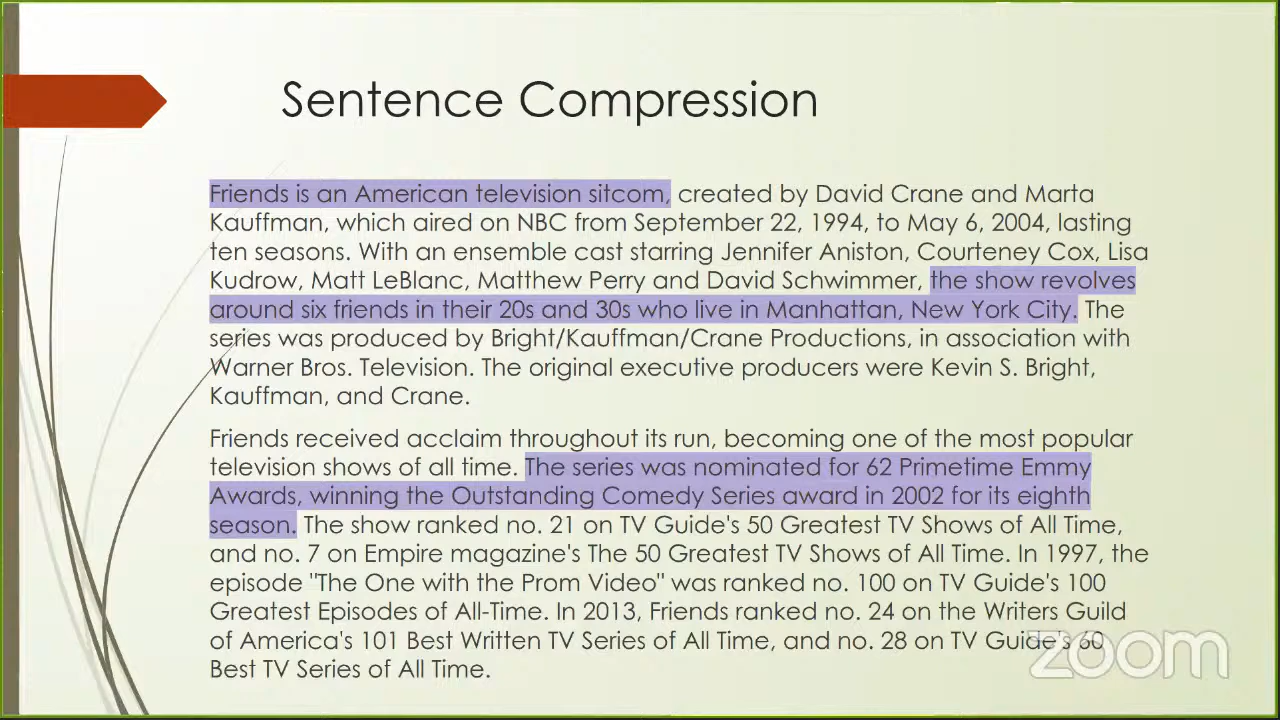 Sentence Compression
Friends is an American television sitcom, created by David Crane and Marta
Kauffman, which aired on NBC from September 22, 1994, to May 6, 2004, lasting
ten seasons. With an ensemble cast starring Jennifer Aniston, Courteney Cox, Lisa
Kudrow, Matt LeBlanc, Matthew Perry and David Schwimmer, the show revolves
around six friends in their 20s and 30s who live in Manhattan, New York City. The
series was produced by Bright/Kauffman/Crane Productions, in association with
Warner Bros. Television. The original executive producers were Kevin S. Bright,
Kauffman, and Crane.
Friends received acclaim throughout its run, becoming one of the most popular
television shows of all time. The series was nominated for 62 Primetime Emmy
Awards, winning the Outstanding Comedy Series award in 2002 for its eighth
season. The show ranked no. 21 on TV Guide's 50 Greatest TV Shows of All Time,
and no. 7 on Empire magazine's The 50 Greatest TV Shows of All Time. In 1997, the
episode "The One with the Prom Video" was ranked no. 100 on TV Guide's 100
Greatest Episodes of All-Time. In 2013, Friends ranked no. 24 on the Writers Guild
of America's 101 Best Written TV Series of All Time, and no. 28 on TV Guide's 60
Best TV Series of All Time.
zoom